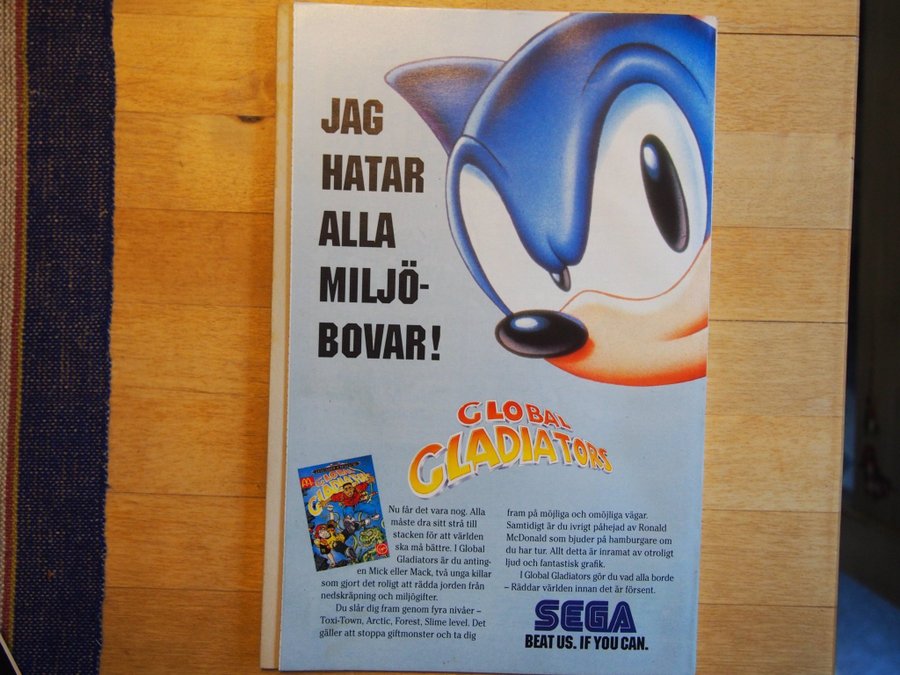 JAG
HATAR
ALLA
MILJÖ-
BOVAR!
GLOBAL
GLADIATORS
GLOBAL
GLADIATORS
Nu får det vara nog. Alla
måste dra sitt strå till
stacken för att världen
ska må bättre. I Global
Gladiators är du anting-
en Mick eller Mack, två unga killar
som gjort det roligt att rädda jorden från
nedskräpning och miljögifter.
Du slår dig fram genom fyra nivåer –
Toxi-Town, Arctic, Forest, Slime level. Det
gäller att stoppa giftmonster och ta dig
fram på möjliga och omöjliga vägar.
Samtidigt är du ivrigt påhejad av Ronald
McDonald som bjuder på hamburgare om
du har tur. Allt detta är inramat av otroligt
ljud och fantastisk grafik.
I Global Gladiators gör du vad alla borde
– Räddar världen innan det är försent.
SEGA
BEAT US. IF YOU CAN.